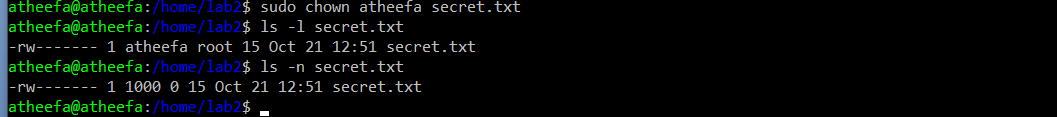 atheefa@atheefa:/home/lab2$ sudo chown atheefa secret.txt
atheefa@atheefa:/home/lab2$ ls -l secret.txt
-rw------- 1 atheefa root 15 Oct 21 12:51 secret.txt
atheefa@atheefa:/home/lab2$ ls -n secret.txt
-rw------- 1 1000 0 15 Oct 21 12:51 secret.txt
atheefa@atheefa:/home/lab2$